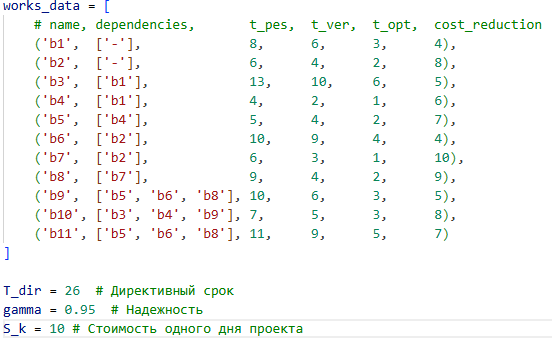 works_data = [
# name, dependencies, t_pes, t_ver, t_opt, cost_reduction
('b1', ['-'], 8, 6, 3, 4),
('b2', ['-'], 6, 4, 2, 8),
('b3', ['b1'], 13, 10, 6, 5),
('b4', ['b1'], 4, 2, 1, 6),
('b5', ['b4'], 5, 4, 2, 7),
('b6', ['b2'], 10, 9, 4, 4),
('b7', ['b2'], 6, 3, 1, 10),
('b8', ['b7'], 9, 4, 2, 9),
('b9', ['b5', 'b6', 'b8'], 10, 6, 3, 5),
('b10', ['b3', 'b4', 'b9'], 7, 5, 3, 8),
('b11', ['b5', 'b6', 'b8'], 11, 9, 5, 7)
]
T_dir = 26 # Директивный срок
gamma = 0.95 # Надежность
S_k = 10 # Стоимость одного дня проекта